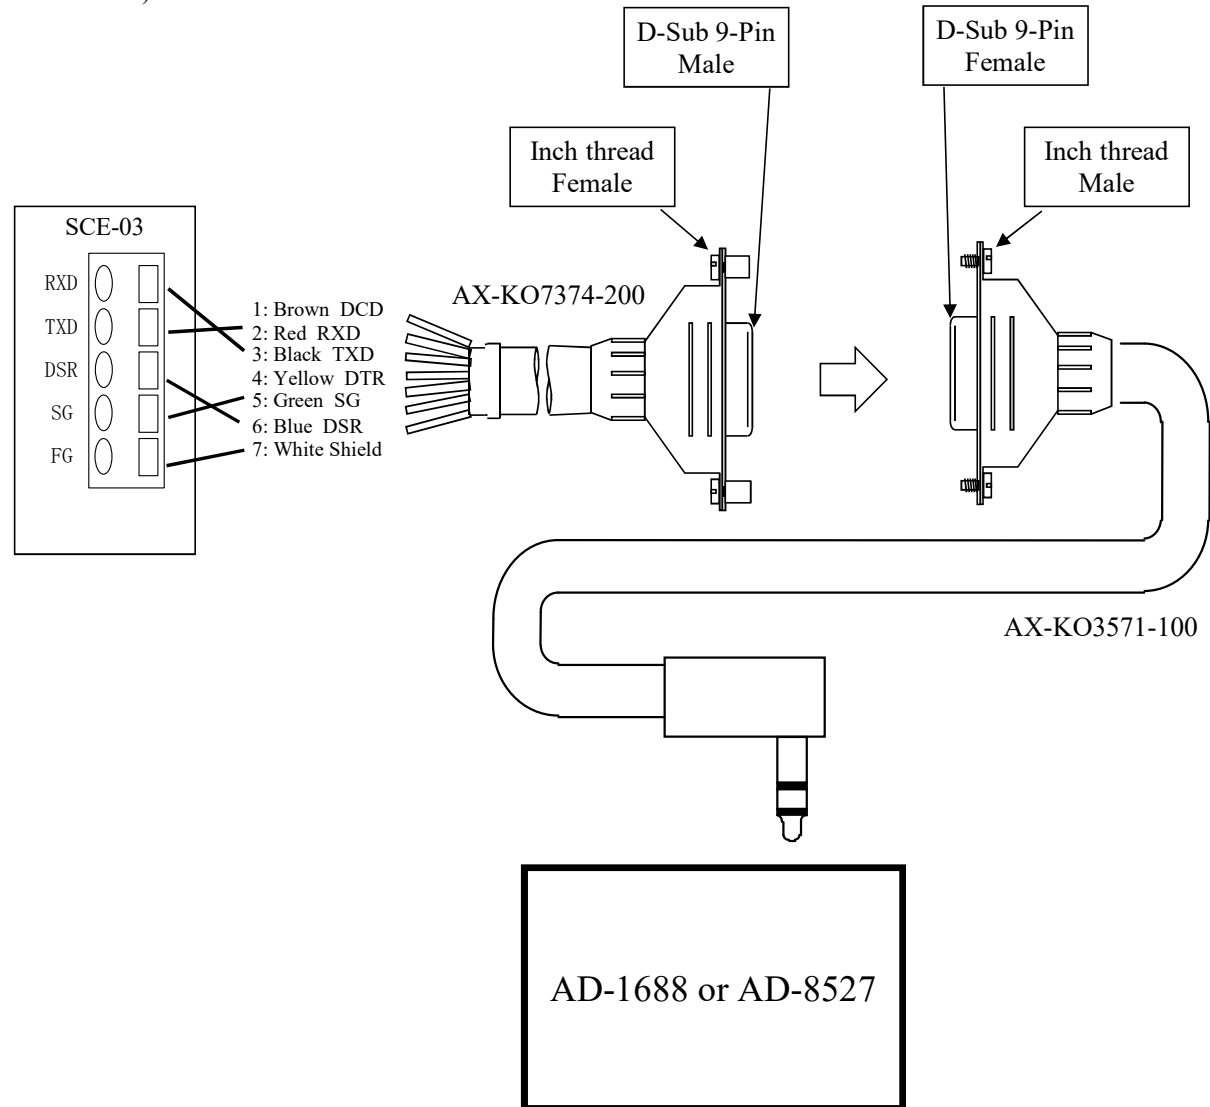 )
D-Sub 9-Pin
Male
D-Sub 9-Pin
Female
Inch thread
Female
Inch thread
Male
SCE-03
RXD
TXD
DSR
SG
FG
1: Brown DCD
2: Red RXD
3: Black TXD
4: Yellow DTR
5: Green SG
6: Blue DSR
7: White Shield
AX-KO7374-200
AX-KO3571-100
AD-1688 or AD-8527